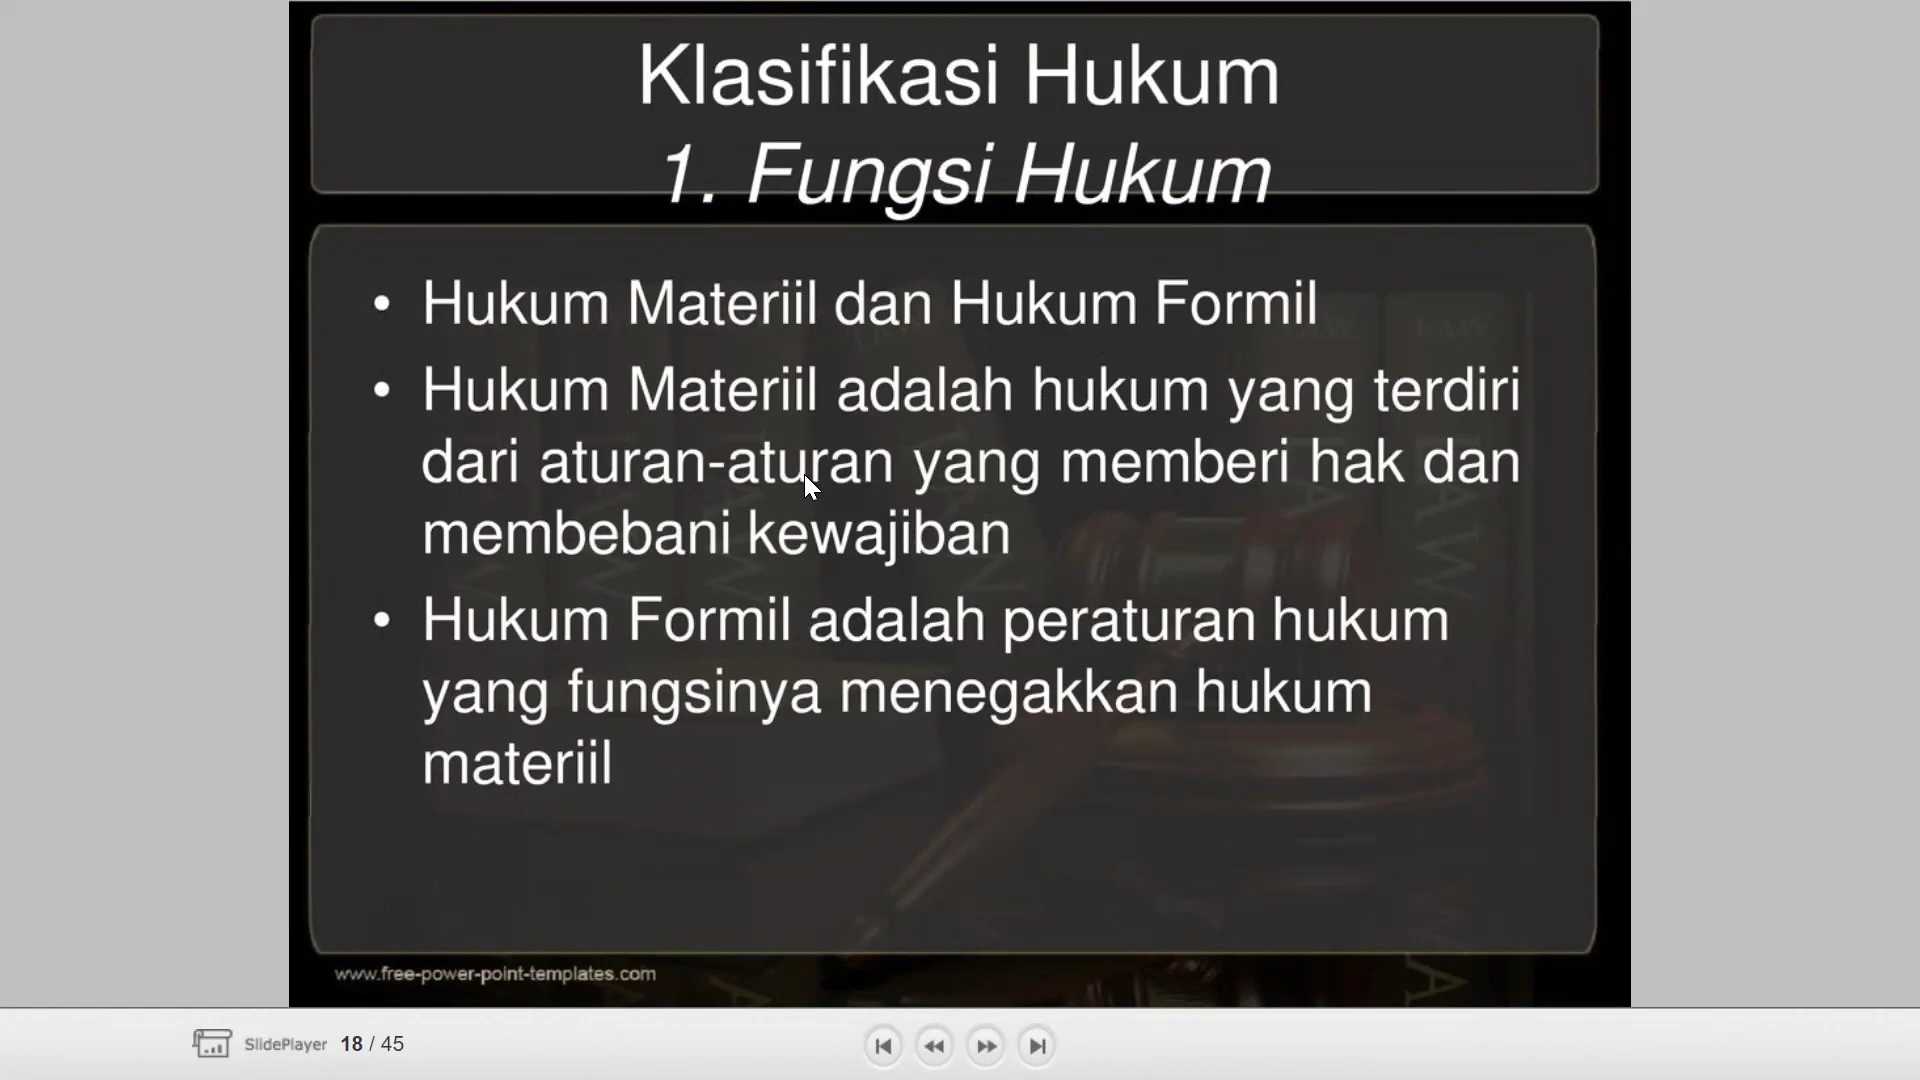 Klasifikasi Hukum
1. Fungsi Hukum
• Hukum Materiil dan Hukum Formil
• Hukum Materiil adalah hukum yang terdiri
dari aturan-aturan yang memberi hak dan
membebani kewajiban
• Hukum Formil adalah peraturan hukum
yang fungsinya menegakkan hukum
materiil
www.free-power-point-templates.com
SlidePlayer 18 / 45